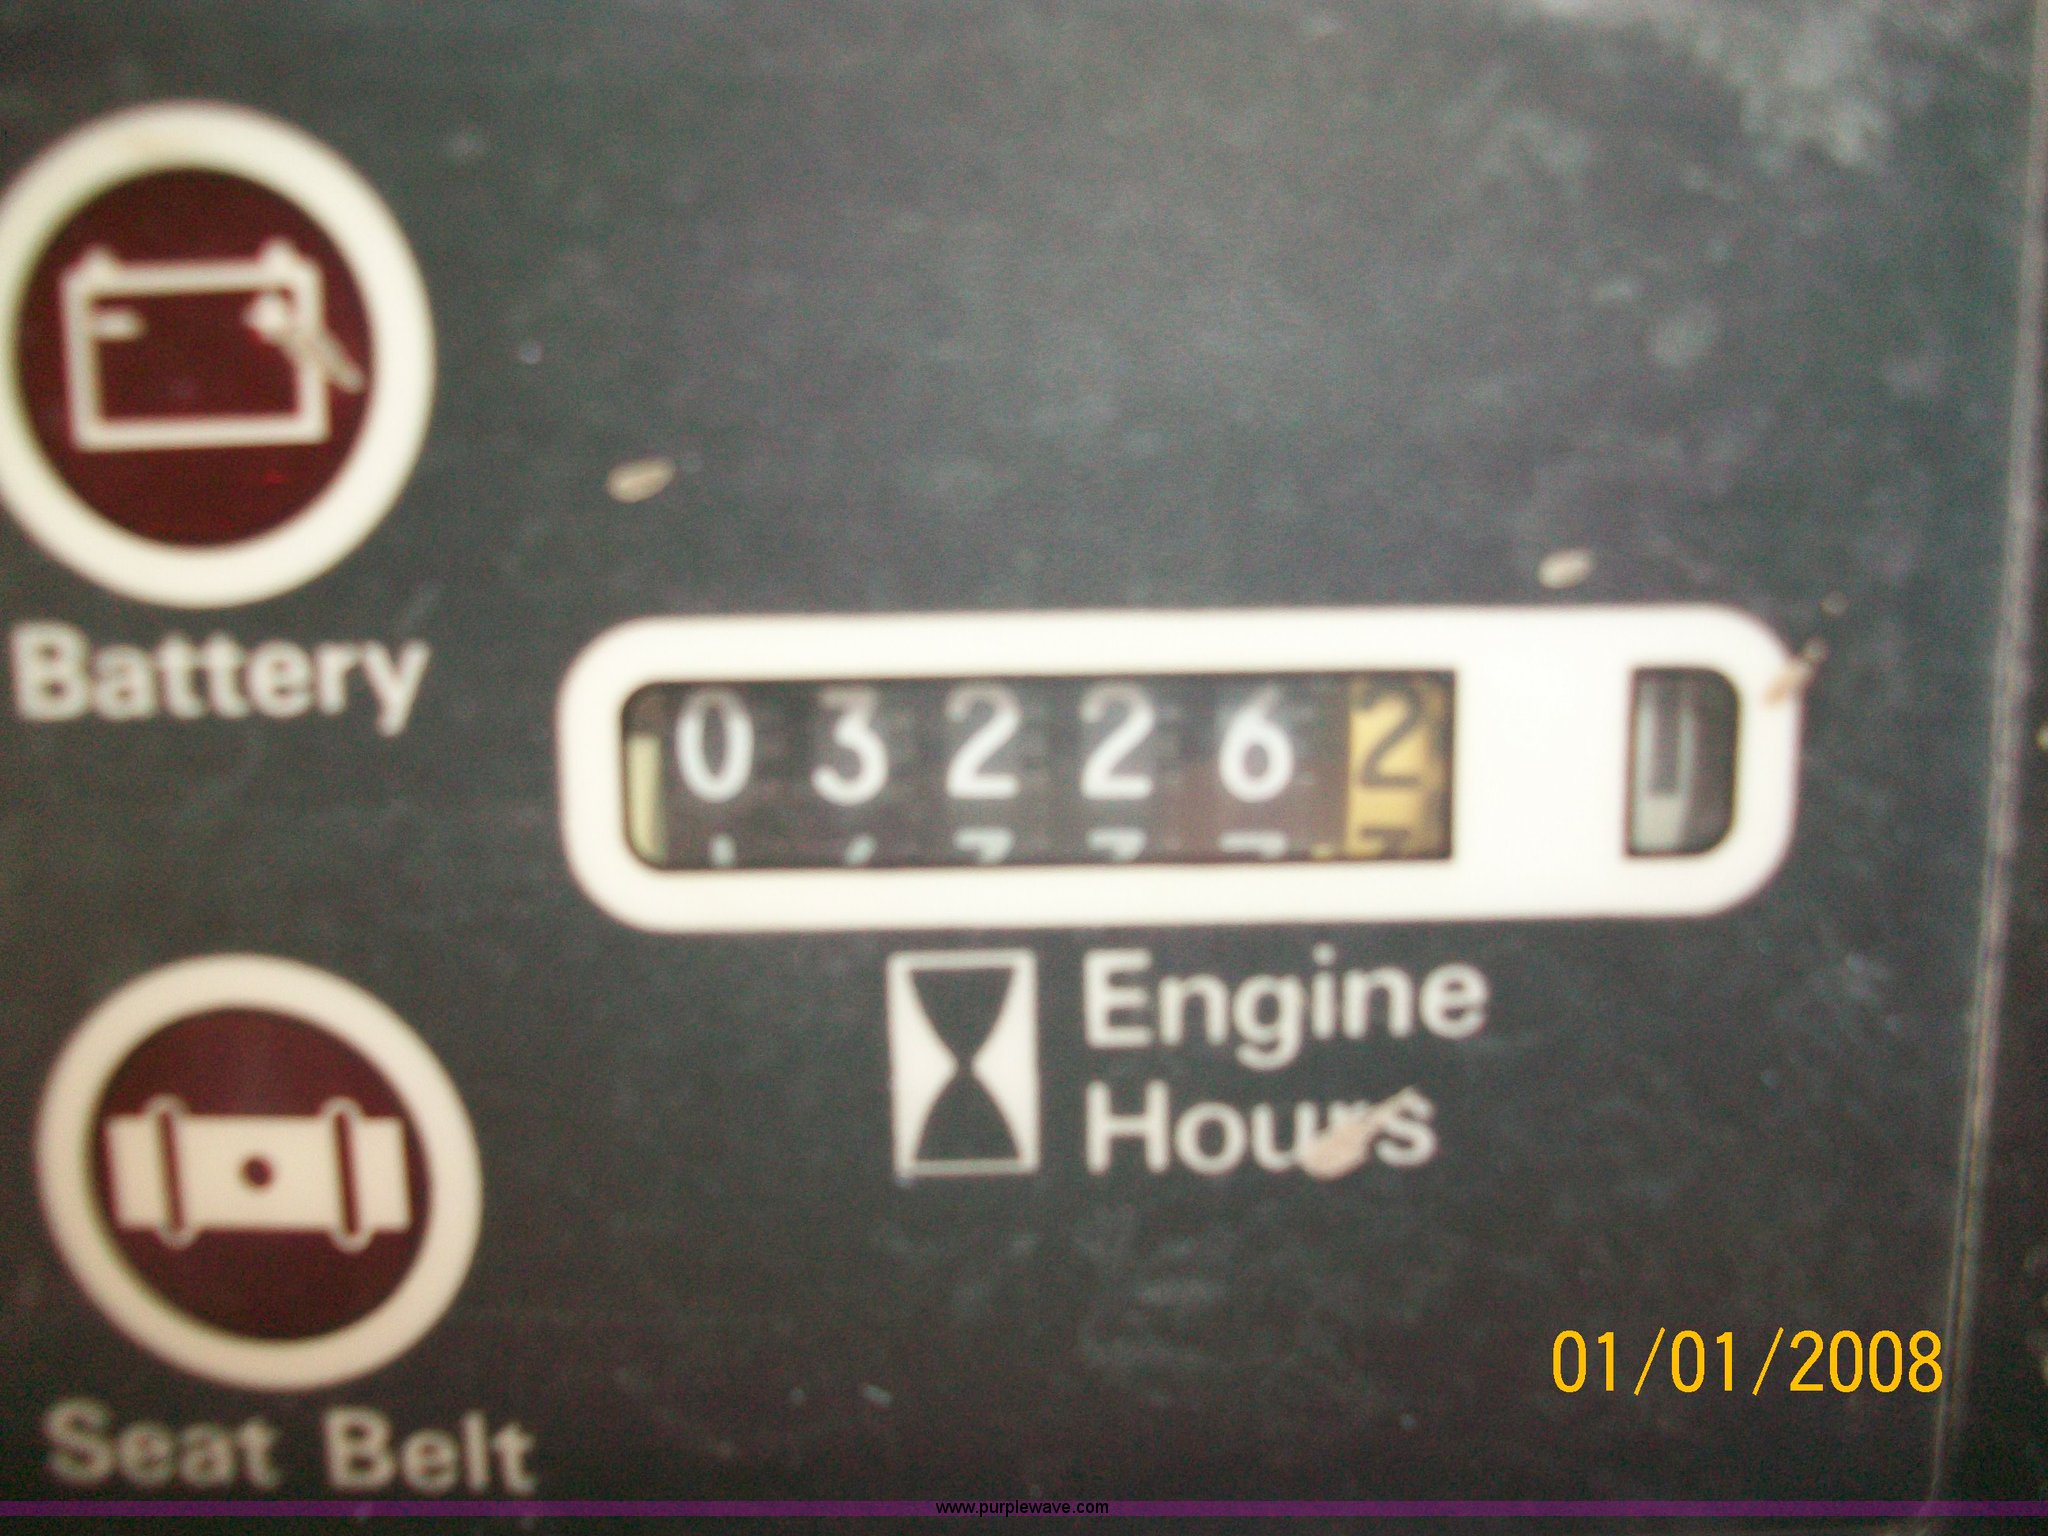 Battery
032262
Engine
Hours
Seat Belt
01/01/2008
www.purplewave.com